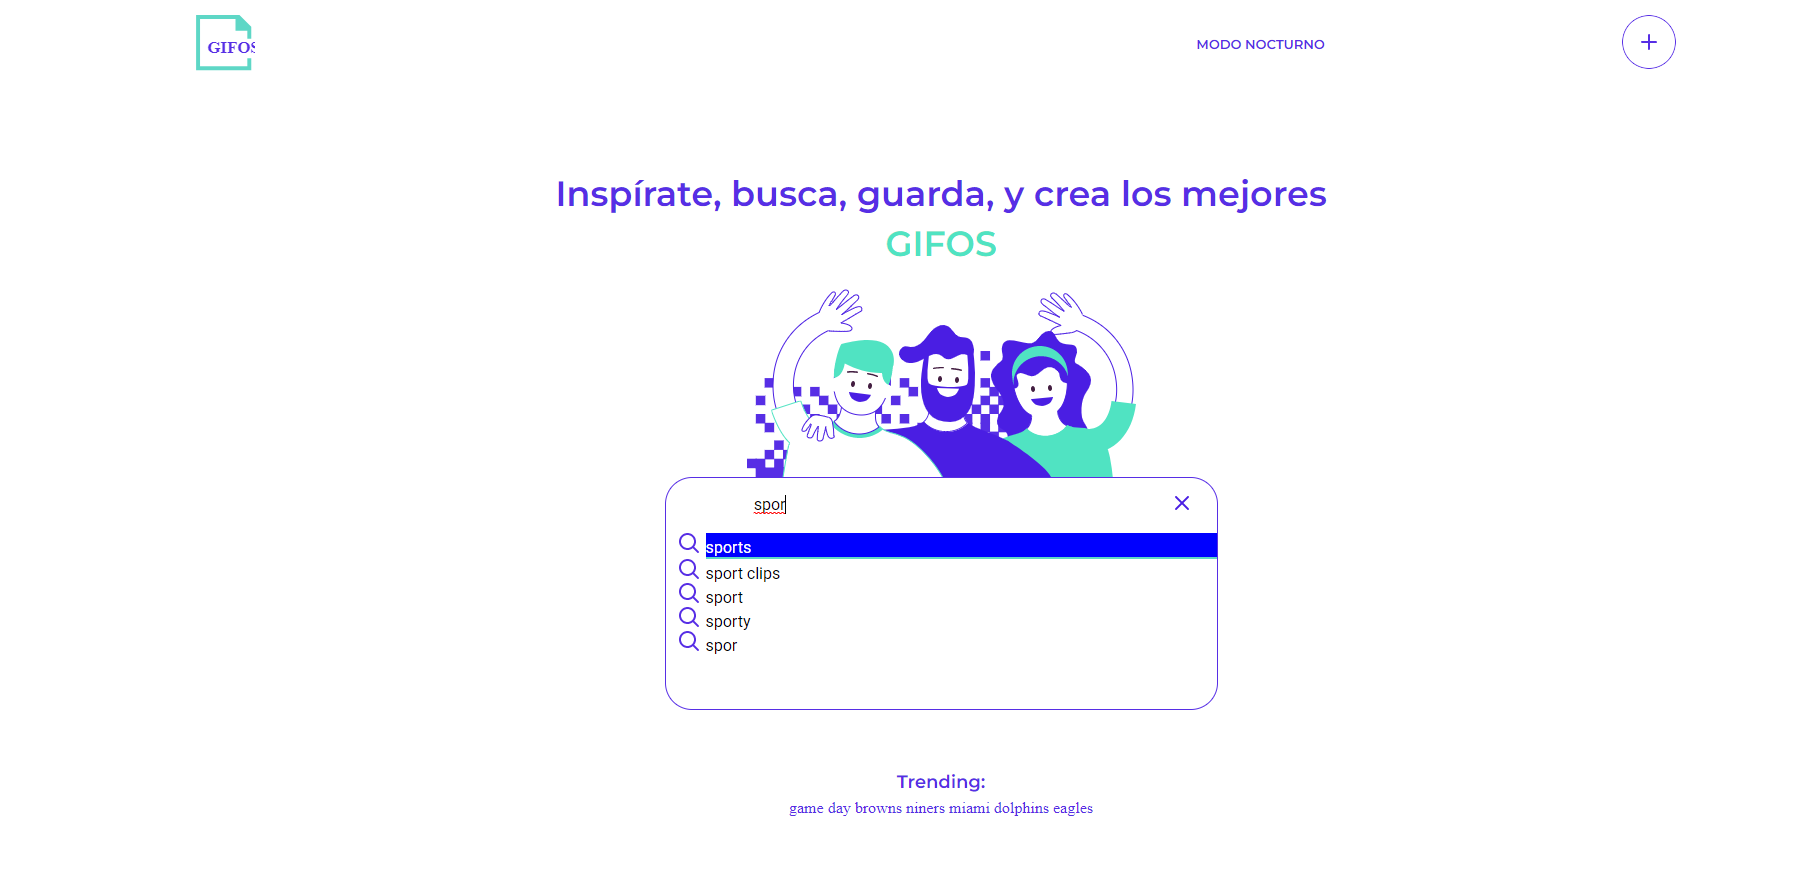 GIFOS
MODO NOCTURNO
Inspírate, busca, guarda, y crea los mejores
GIFOS
spor
sports
sport clips
sport
sporty
spor
Trending:
game day browns niners miami dolphins eagles